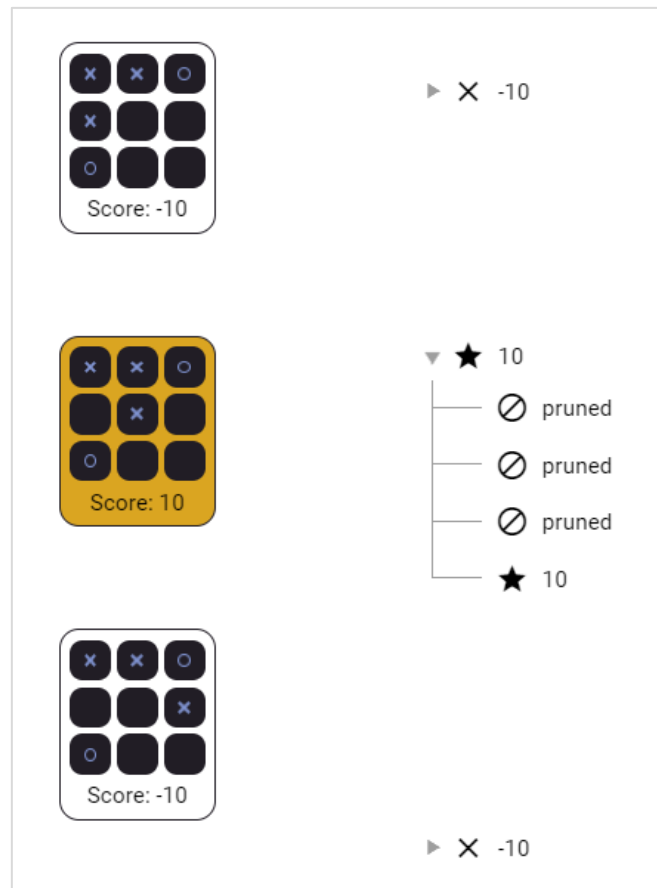 × × ○
× -10
×
○
Score: -10
★ 10
× × ○
⊘ pruned
×
⊘ pruned
○
Score: 10
⊘ pruned
★ 10
× × ○
×
○
Score: -10
× -10